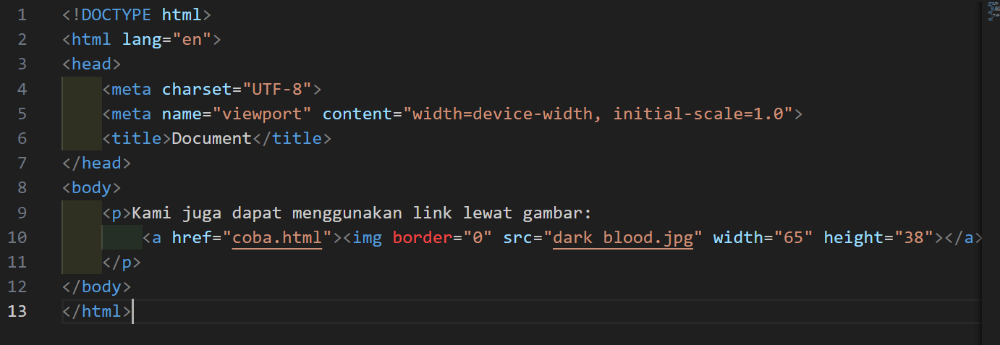 1 <!DOCTYPE html>
2 <html lang="en">
3 <head>
4     <meta charset="UTF-8">
5     <meta name="viewport" content="width=device-width, initial-scale=1.0">
6     <title>Document</title>
7 </head>
8 <body>
9     <p>Kami juga dapat menggunakan link lewat gambar:
10         <a href="coba.html"><img border="0" src="dark blood.jpg" width="65" height="38"></a>
11     </p>
12 </body>
13 </html>